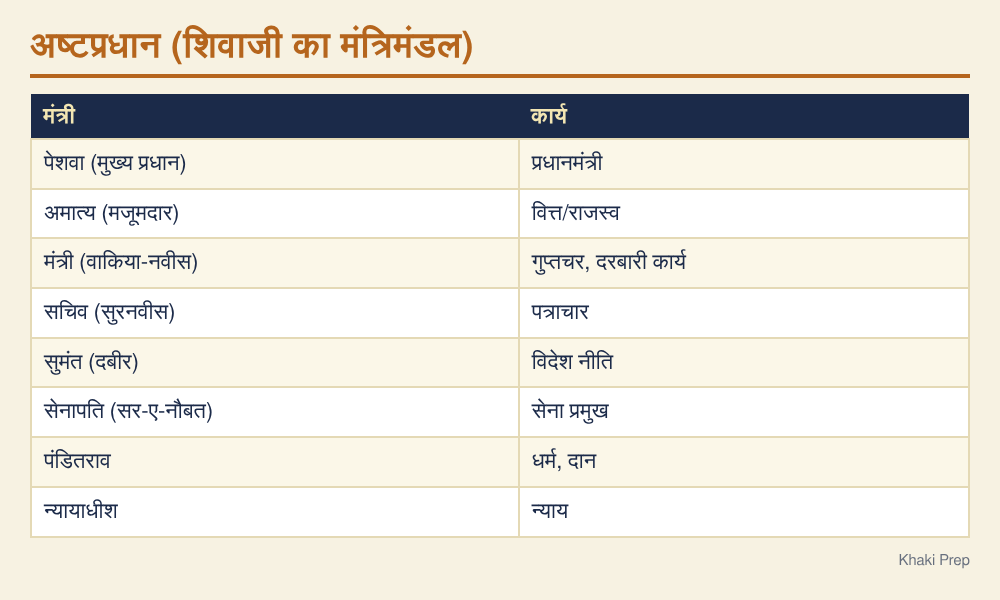 अष्टप्रधान (शिवाजी का मंत्रिमंडल)
मंत्री कार्य
पेशवा (मुख्य प्रधान) प्रधानमंत्री
अमात्य (मजूमदार) वित्त/राजस्व
मंत्री (वाकिया-नवीस) गुप्तचर, दरबारी कार्य
सचिव (सुरनवीस) पत्राचार
सुमंत (दबीर) विदेश नीति
सेनापति (सर-ए-नौबत) सेना प्रमुख
पंडितराव धर्म, दान
न्यायाधीश न्याय
Khaki Prep